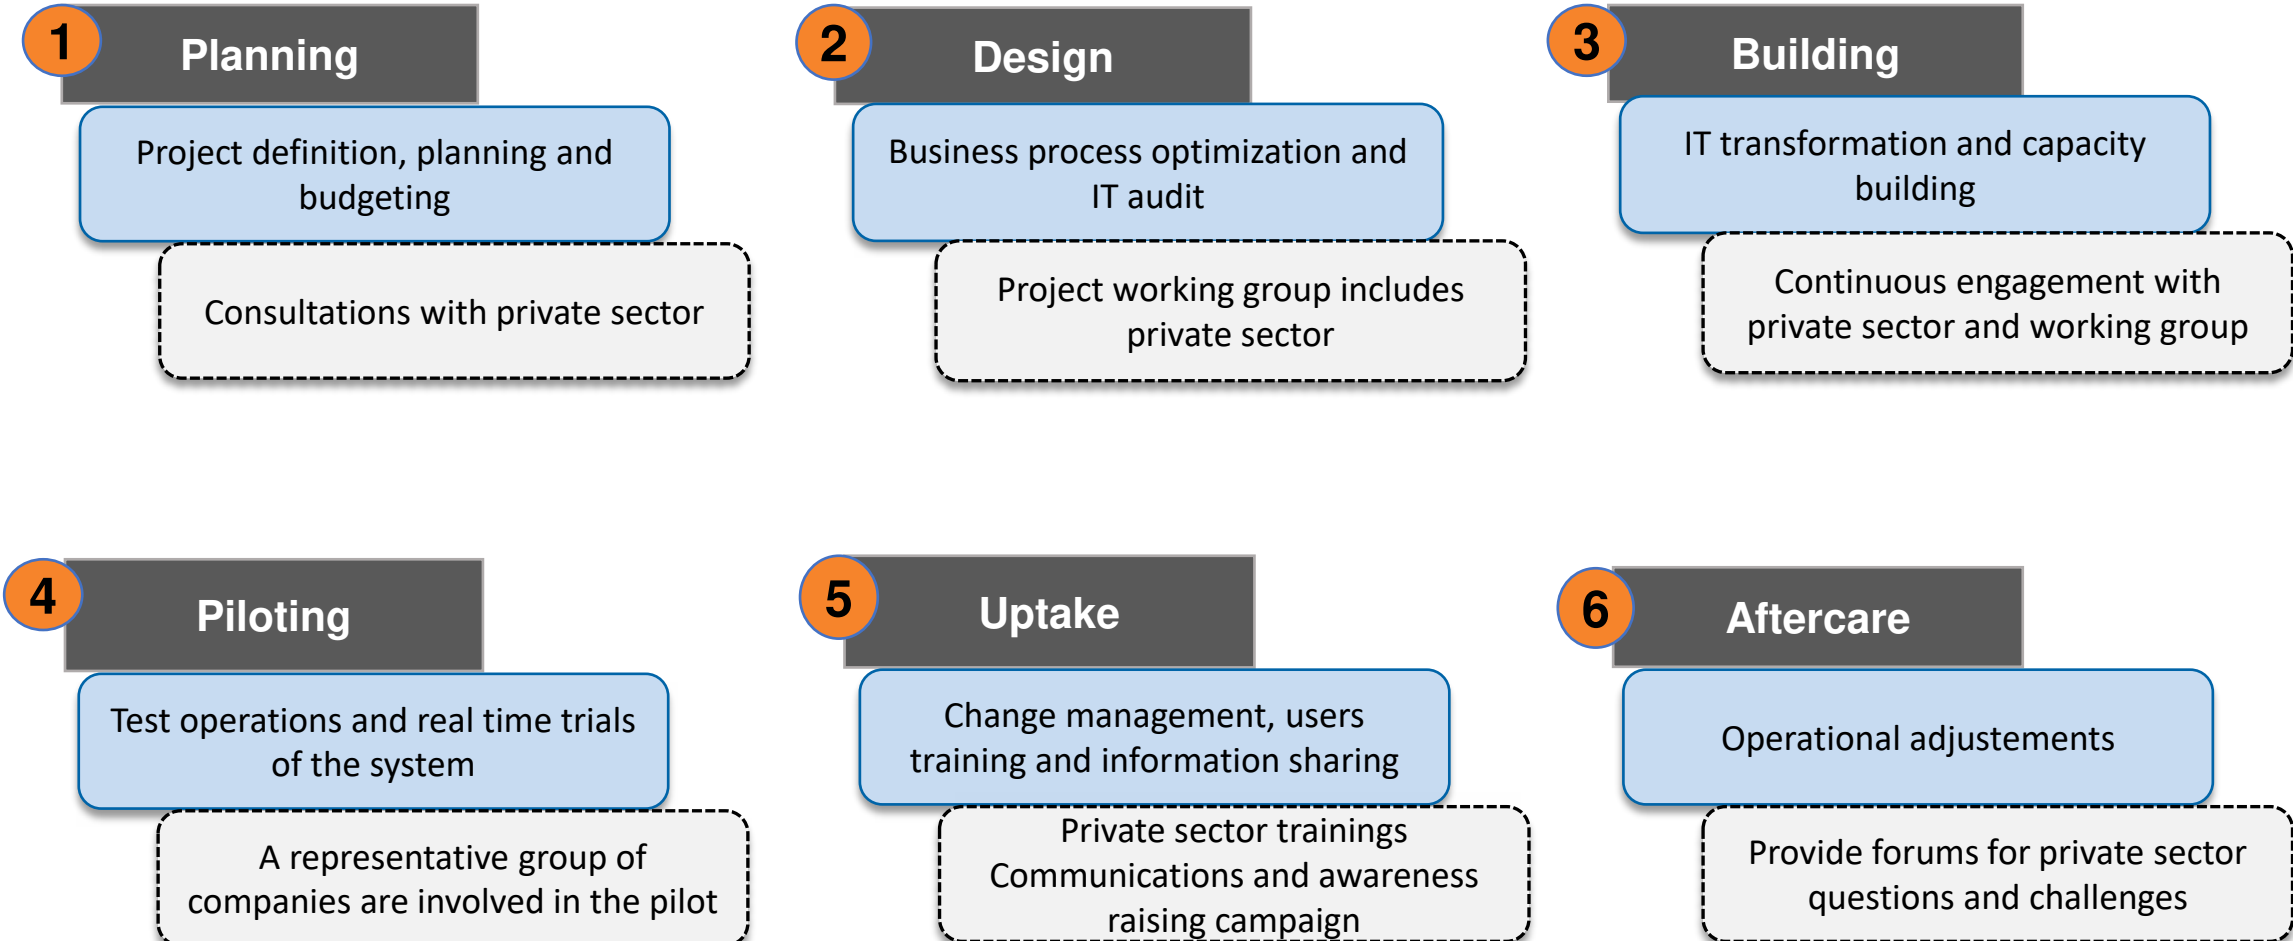 1
Planning
Project definition, planning and
budgeting
Consultations with private sector
2
Design
Business process optimization and
IT audit
Project working group includes
private sector
3
Building
IT transformation and capacity
building
Continuous engagement with
private sector and working group
4
Piloting
Test operations and real time trials
of the system
A representative group of
companies are involved in the pilot
5
Uptake
Change management, users
training and information sharing
Private sector trainings
Communications and awareness
raising campaign
6
Aftercare
Operational adjustements
Provide forums for private sector
questions and challenges